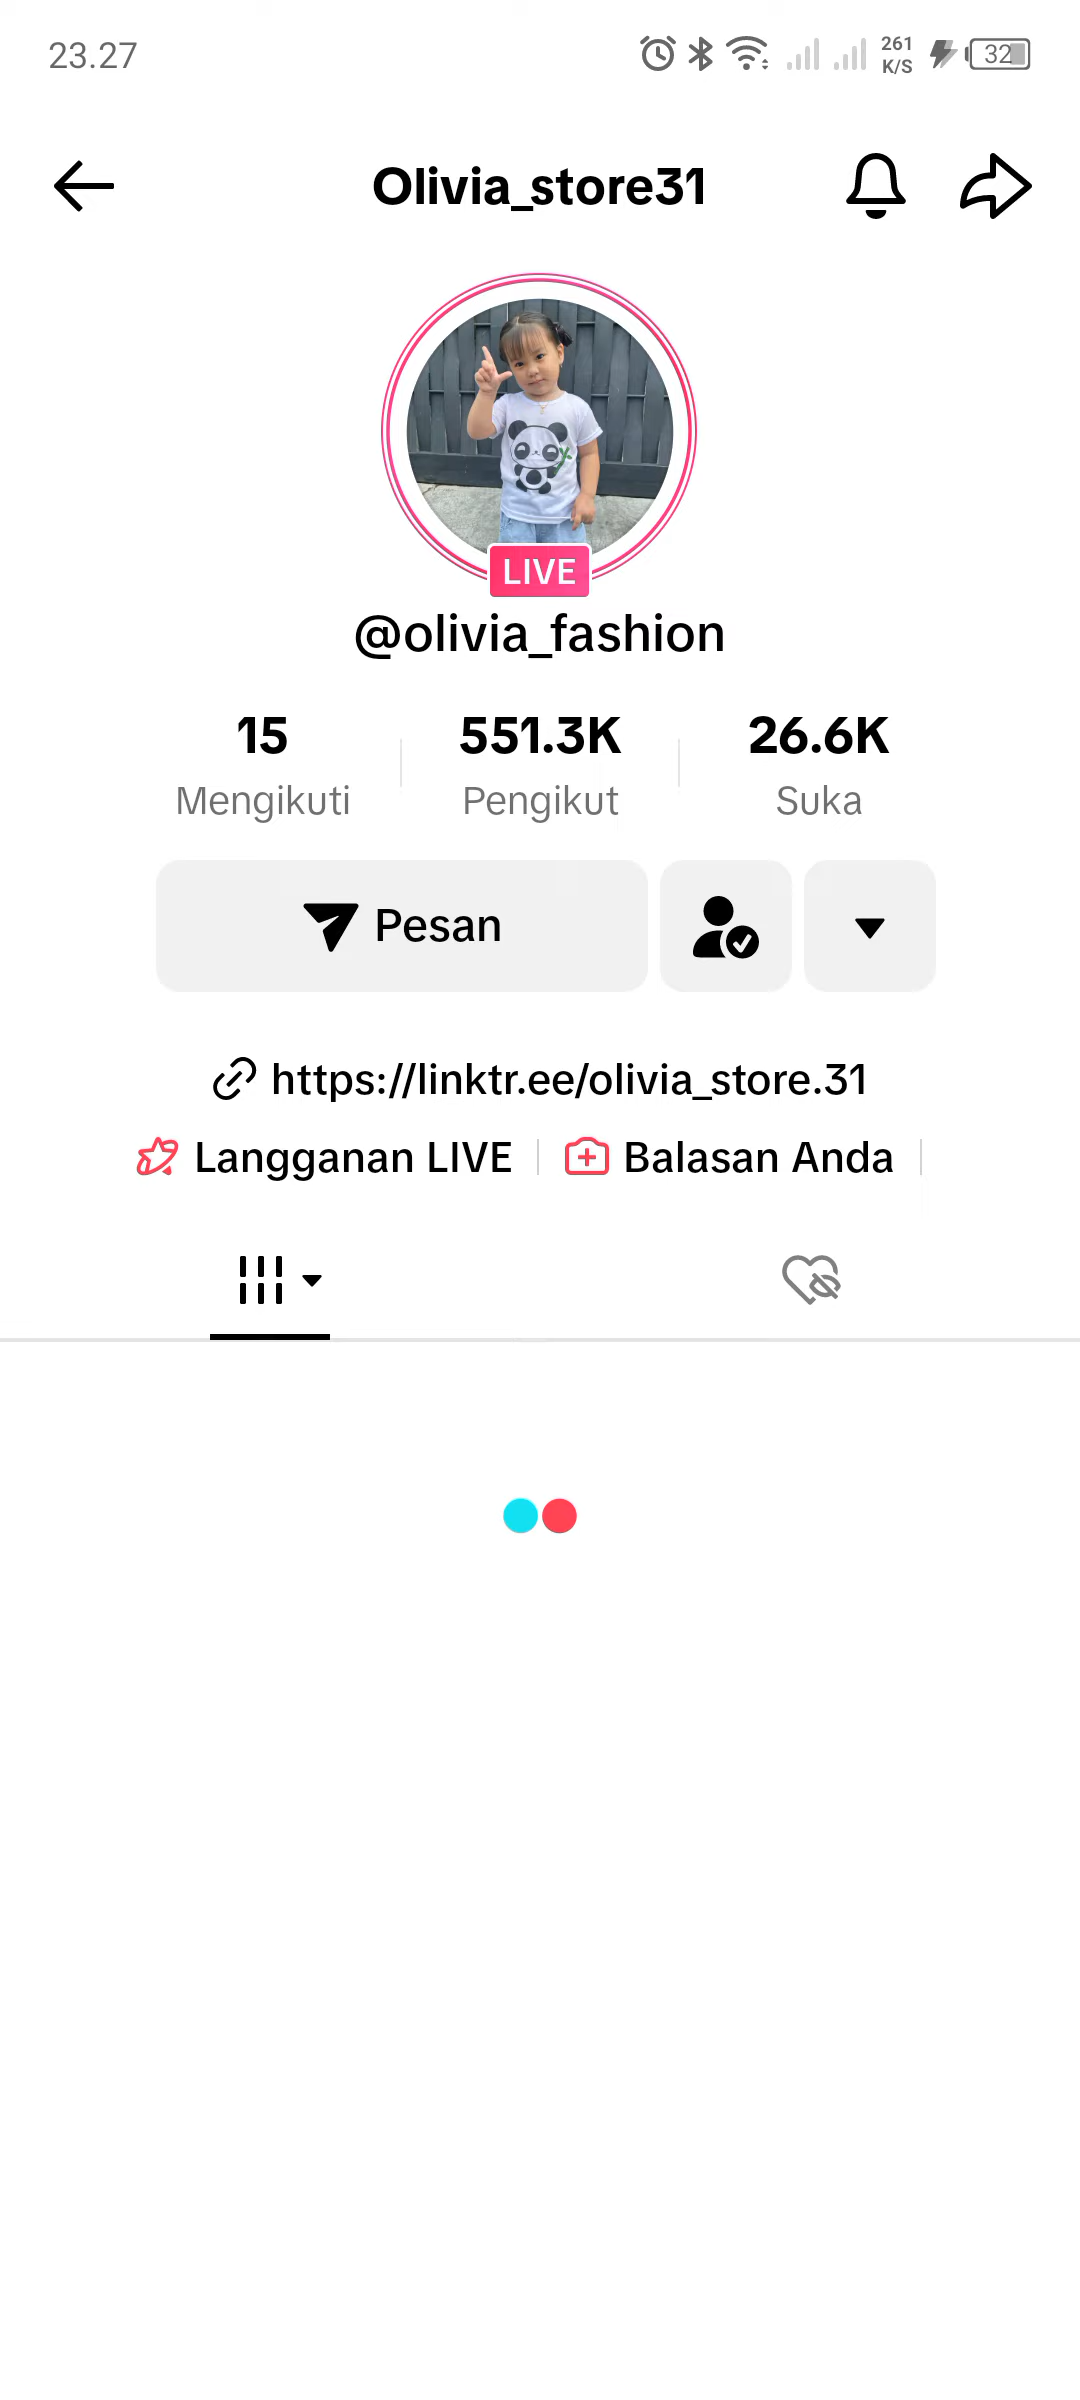 23.27
261
K/S
32
Olivia_store31
LIVE
@olivia_fashion
15
Mengikuti
551.3K
Pengikut
26.6K
Suka
Pesan
https://linktr.ee/olivia_store.31
Langganan LIVE
Balasan Anda